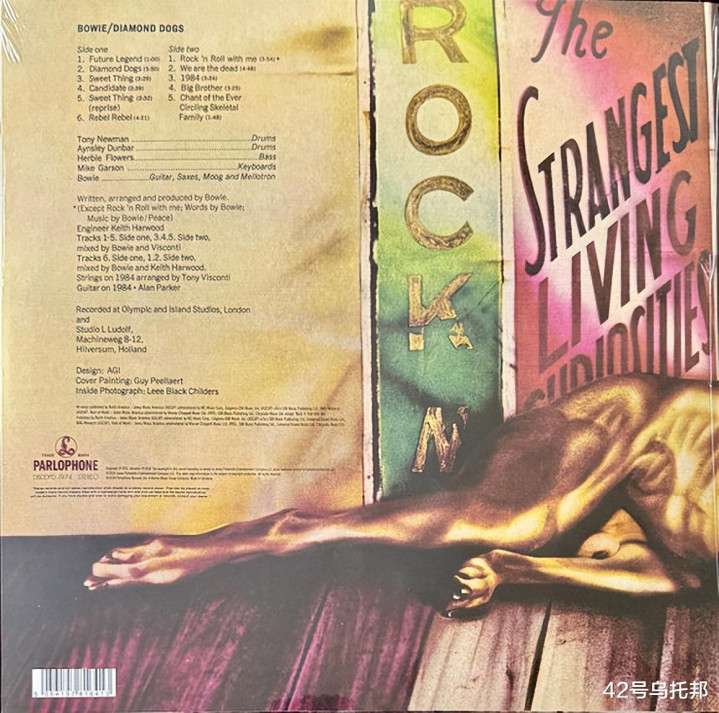 BOWIE/DIAMOND DOGS
Side one
1. Future Legend (1:00)
2. Diamond Dogs (5:50)
3. Sweet Thing (3:29)
4. Candidate (2:39)
5. Sweet Thing (2:32)
(reprise)
6. Rebel Rebel (4:21)
Side two
1. Rock 'n Roll with me (3:54)*
2. We are the dead (4:48)
3. 1984 (3:24)
4. Big Brother (3:25)
5. Chant of the Ever
Circling Skeletal
Family (1:48)
Tony Newman Drums
Aynsley Dunbar Drums
Herbie Flowers Bass
Mike Garson Keyboards
Bowie Guitar, Saxes, Moog and Mellotron
Written, arranged and produced by Bowie.
*(Except Rock 'n Roll with me; Words by Bowie;
Music by Bowie/Peace)
Engineer Keith Harwood
Tracks 1-5. Side one, 3.4.5. Side two,
mixed by Bowie and Visconti
Tracks 6. Side one, 1.2. Side two,
mixed by Bowie and Keith Harwood.
Strings on 1984 arranged by Tony Visconti
Guitar on 1984 • Alan Parker
Recorded at Olympic and Island Studios, London
and
Studio L Ludolf,
Machineweg 8-12,
Hilversum, Holland
Design: AGI
Cover Painting: Guy Peellaert
Inside Photograph: Leee Black Childers
TRADE MARK
PARLOPHONE
STEREO
ROCK N
The
STRANGEST
LIVING
CURIOSITIES
42号乌托邦